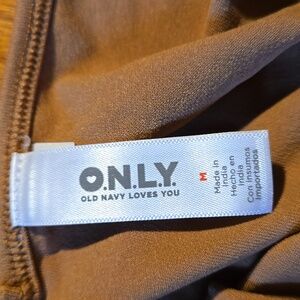 O.N.L.Y.
OLD NAVY LOVES YOU
M
Made in
India
Hecho en
India
Con Insumos
Importados